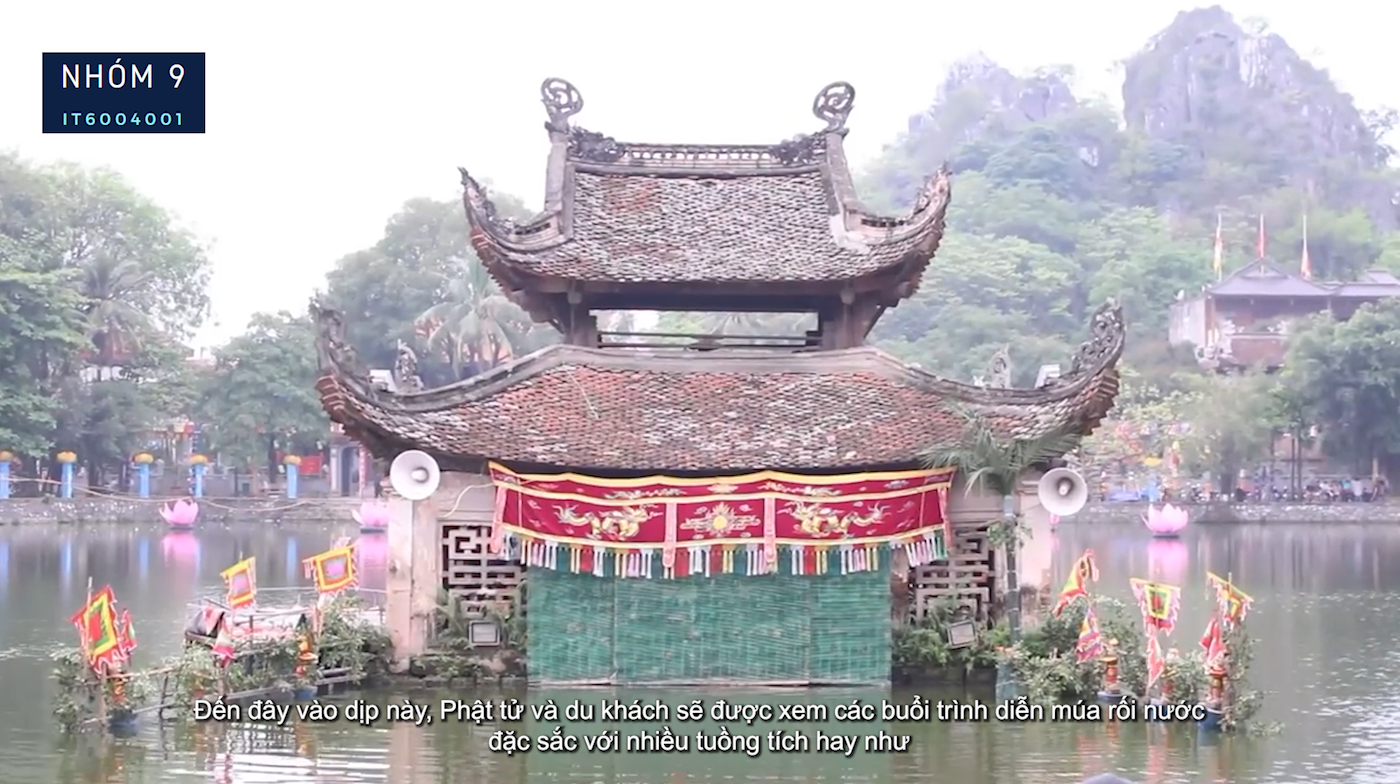 NHÓM 9
IT6004001
Đến đây vào dịp này, Phật tử và du khách sẽ được xem các buổi trình diễn múa rối nước
đặc sắc với nhiều tuồng tích hay như